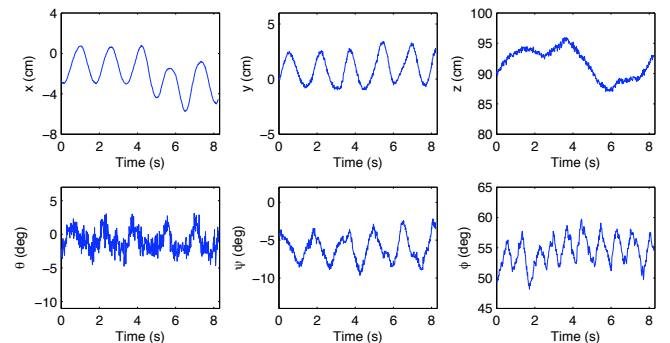 4
0
−4
−8
x (cm)
0 2 4 6 8
Time (s)
5
0
−5
y (cm)
0 2 4 6 8
Time (s)
100
95
90
85
80
z (cm)
0 2 4 6 8
Time (s)
5
0
−5
−10
θ (deg)
0 2 4 6 8
Time (s)
0
−5
−10
ψ (deg)
0 2 4 6 8
Time (s)
65
60
55
50
45
ϕ (deg)
0 2 4 6 8
Time (s)